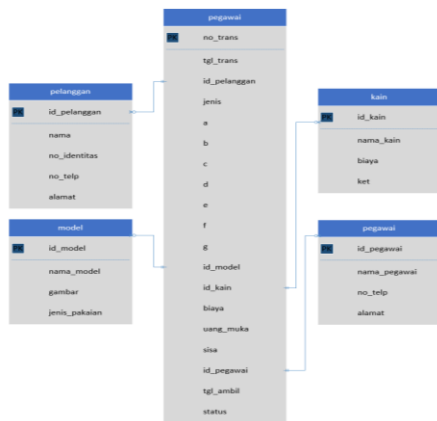 pegawai
PK no_trans
tgl_trans
id_pelanggan
jenis
a
b
c
d
e
f
g
id_model
id_kain
biaya
uang_muka
sisa
id_pegawai
tgl_ambil
status
pelanggan
PK id_pelanggan
nama
no_identitas
no_telp
alamat
model
PK id_model
nama_model
gambar
jenis_pakaian
kain
PK id_kain
nama_kain
biaya
ket
pegawai
PK id_pegawai
nama_pegawai
no_telp
alamat